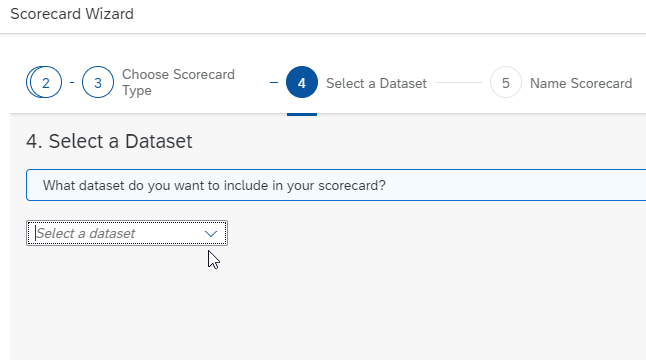 Scorecard Wizard
2 - 3 Choose Scorecard Type – 4 Select a Dataset 5 Name Scorecard
4. Select a Dataset
What dataset do you want to include in your scorecard?
Select a dataset